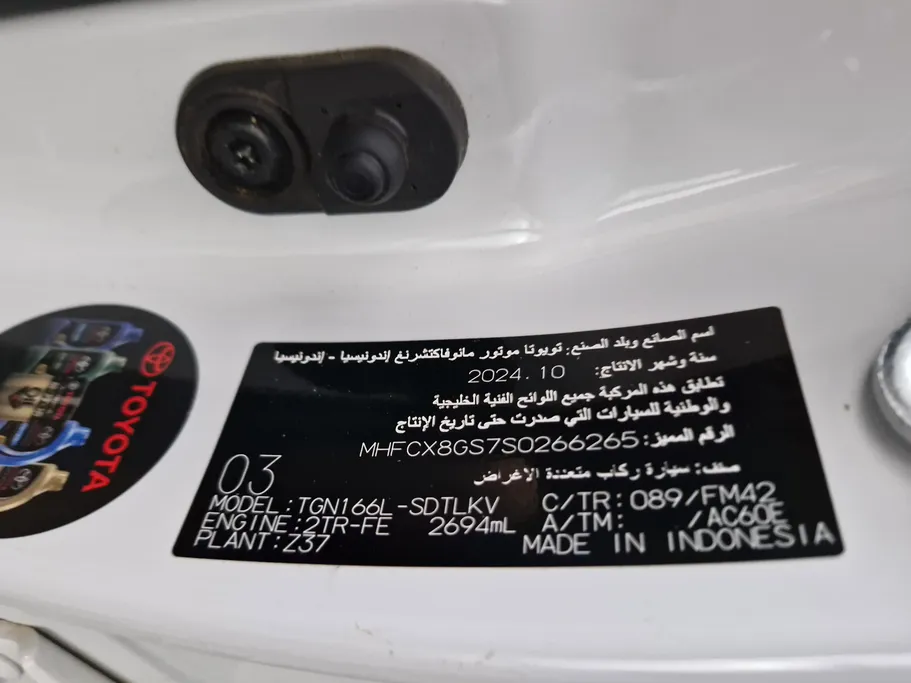 TOYOTA
اسم الصانع وبلد الصنع: تويوتا موتور مانوفاكتشرنغ إندونيسيا - إندونيسيا
سنة وشهر الانتاج: 2024.10
تطابق هذه المركبة جميع اللوائح الفنية الخليجية
والوطنية للسيارات التي صدرت حتى تاريخ الإنتاج
الرقم المميز: MHFCX8GS7S0266265
صنف: سيارة ركاب متعددة الاغراض
03
MODEL:TGN166L-SDTLKV C/TR:089/FM42
ENGINE:2TR-FE 2694mL A/TM: /AC60E
PLANT:Z37 MADE IN INDONESIA